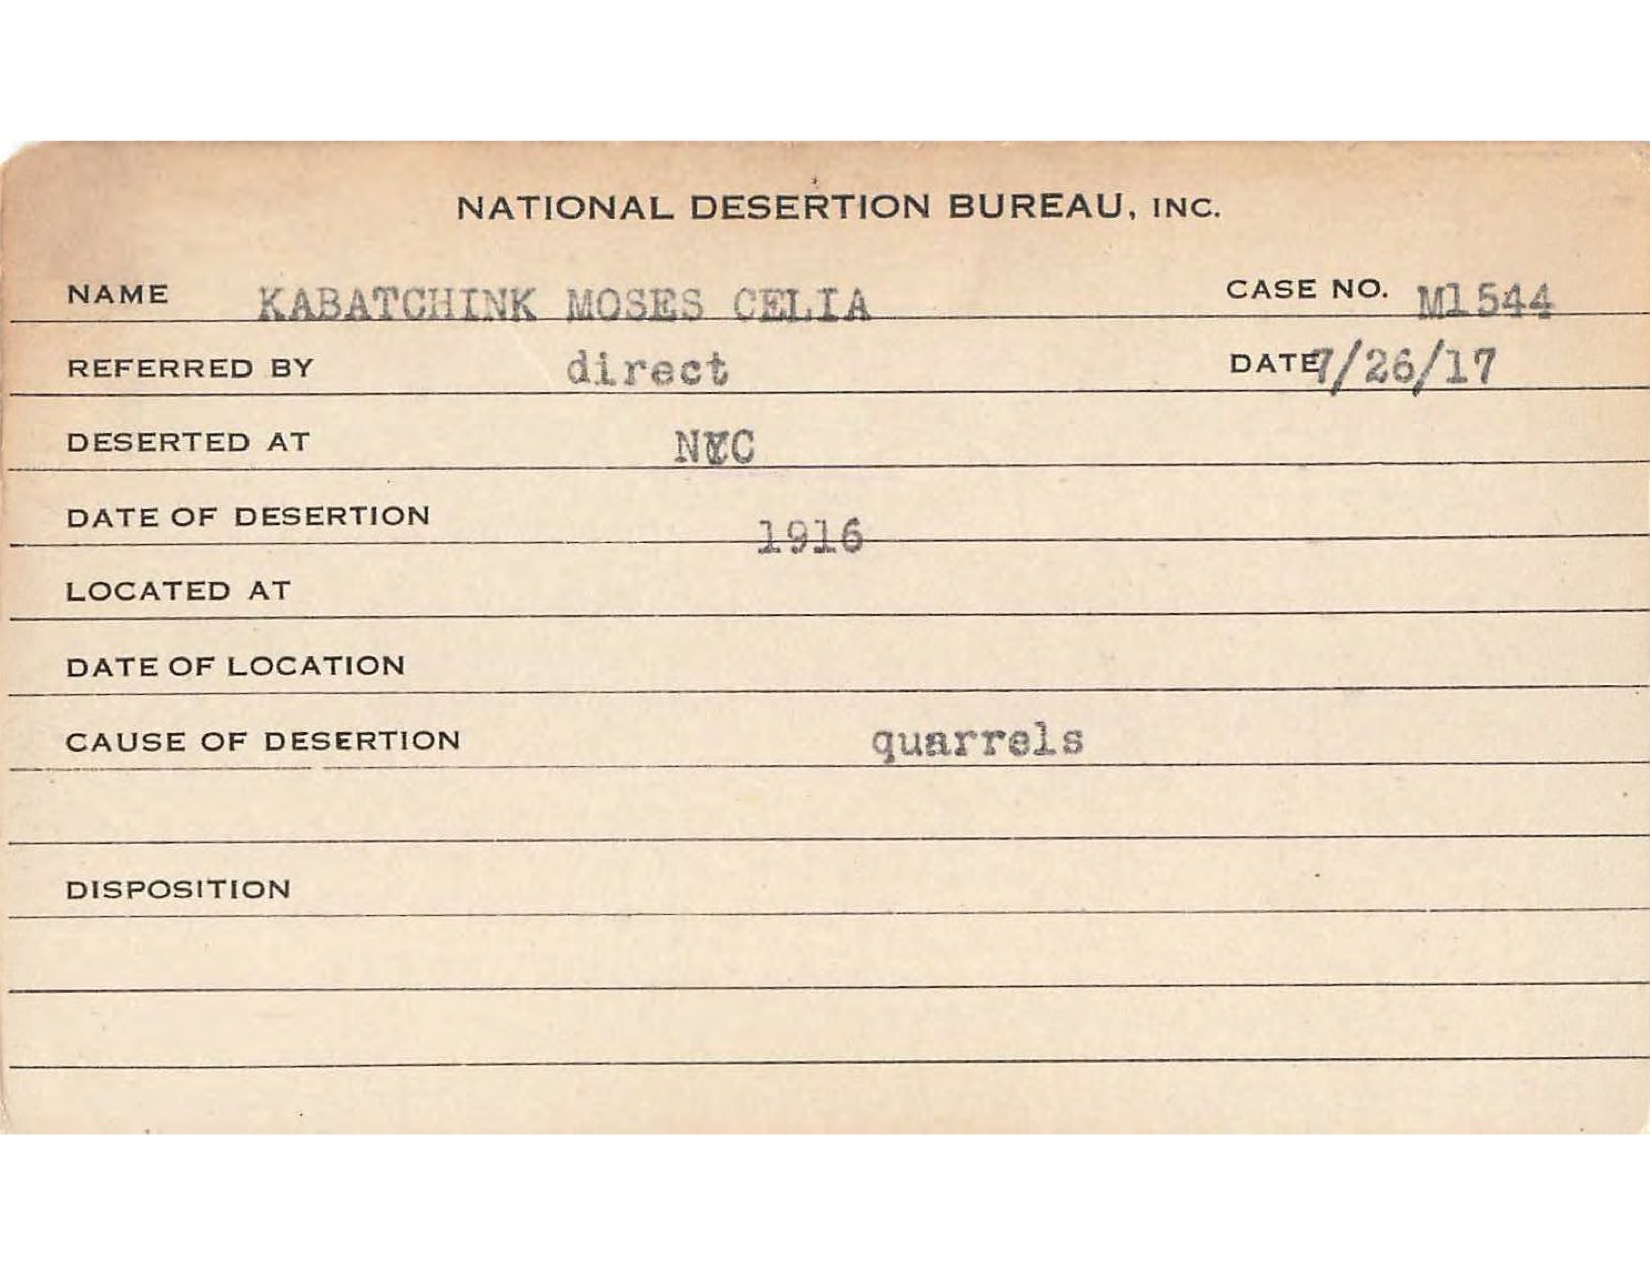 NATIONAL DESERTION BUREAU, INC.
NAME KABATCHINK MOSES CELIA CASE NO. M1544
REFERRED BY direct DATE 7/26/17
DESERTED AT NYC
DATE OF DESERTION 1916
LOCATED AT
DATE OF LOCATION
CAUSE OF DESERTION quarrels
DISPOSITION